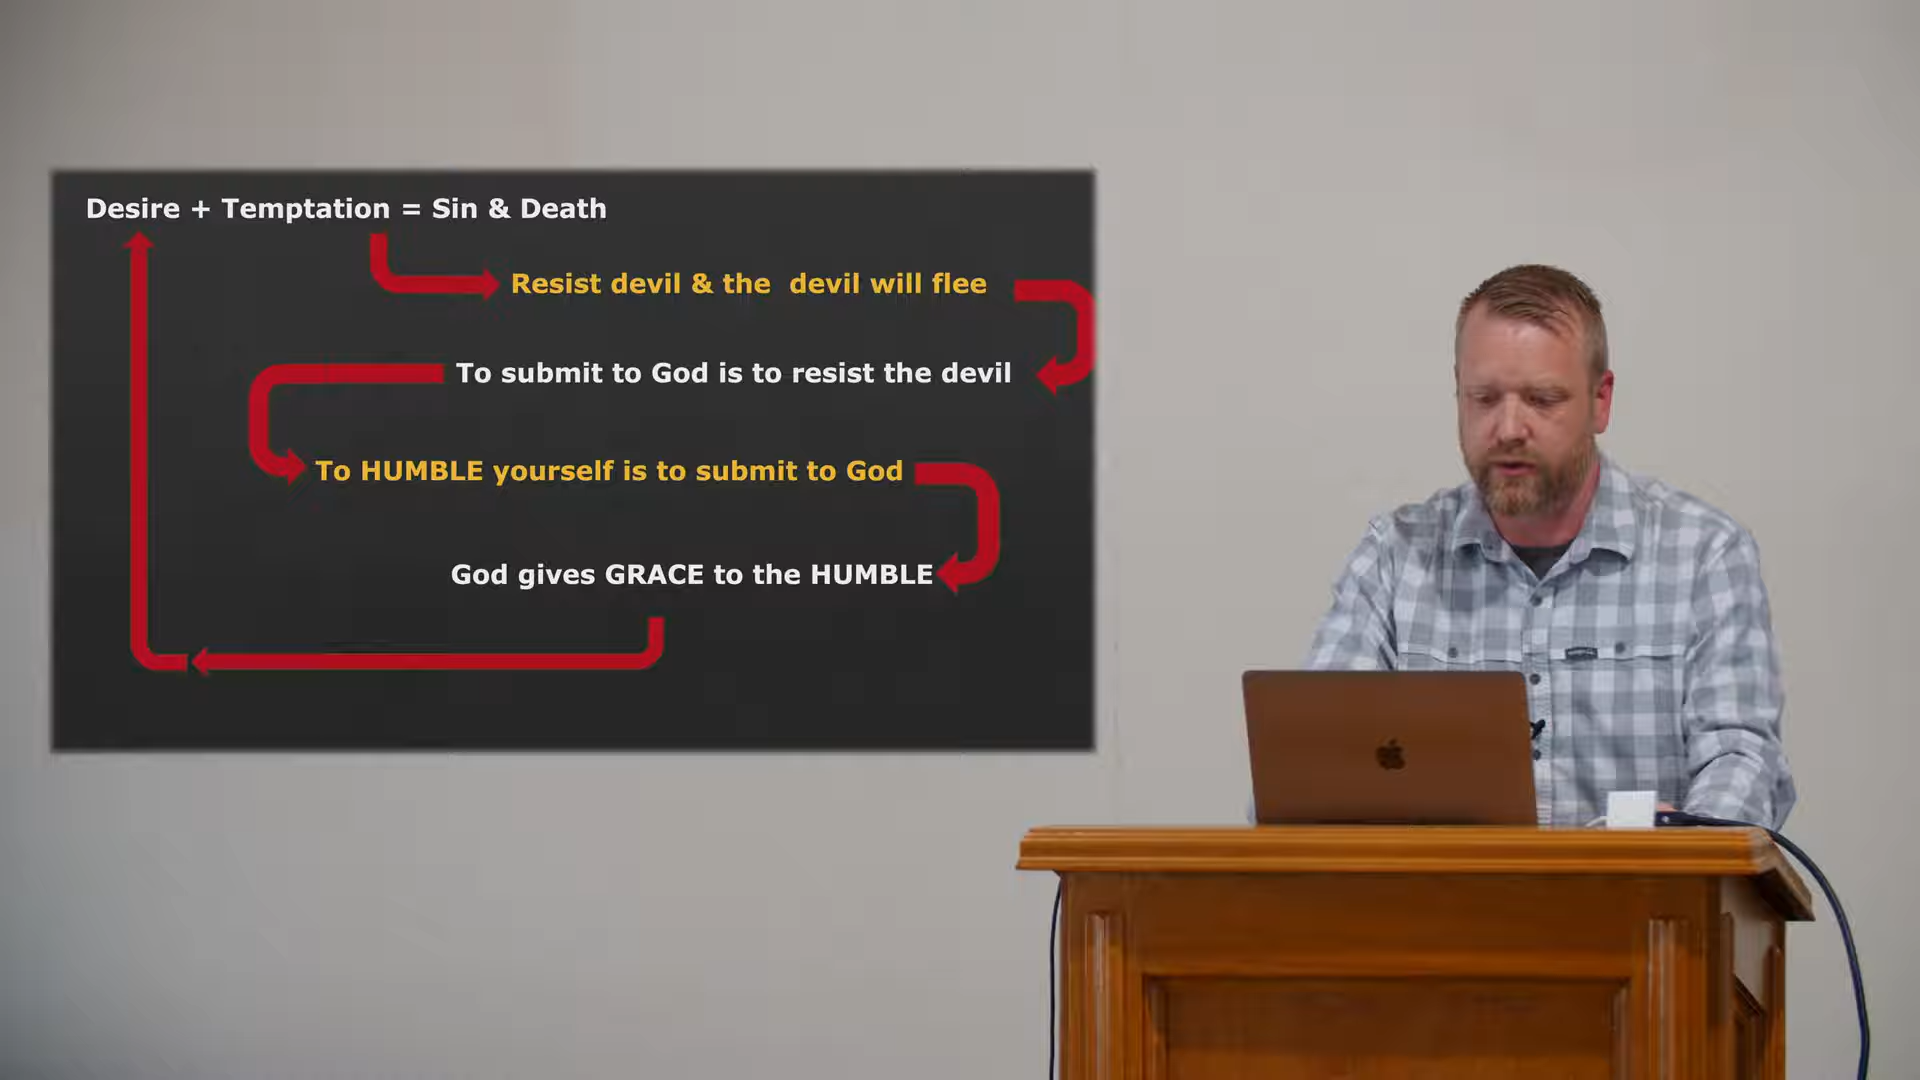 Desire + Temptation = Sin & Death
Resist devil & the devil will flee
To submit to God is to resist the devil
To HUMBLE yourself is to submit to God
God gives GRACE to the HUMBLE